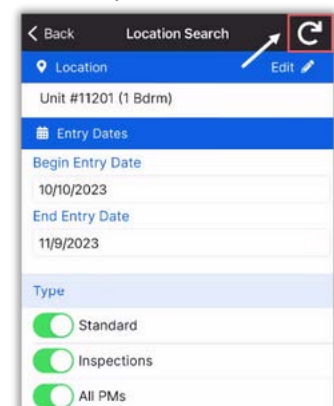 Back Location Search
Location Edit
Unit #11201 (1 Bdrm)
Entry Dates
Begin Entry Date
10/10/2023
End Entry Date
11/9/2023
Type
Standard
Inspections
All PMs